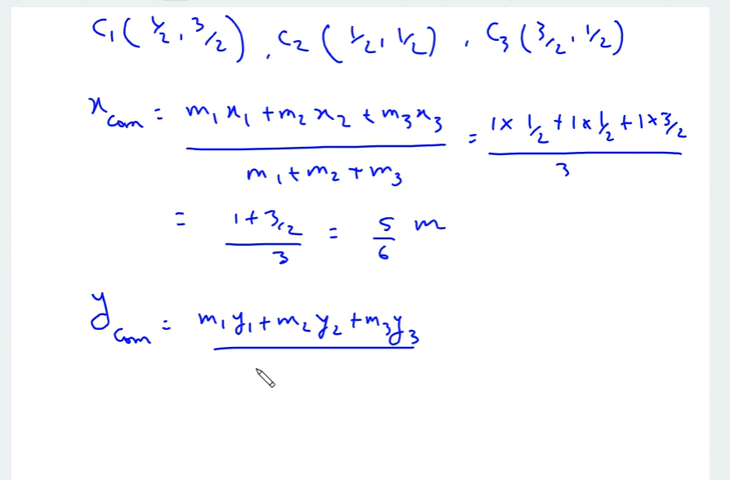 C₁ ( 1/2, 3/2 ) , C₂ ( 1/2, 1/2 ) , C₃ ( 3/2, 1/2 )
x_com = (m₁x₁ + m₂x₂ + m₃x₃) / (m₁ + m₂ + m₃) = (1 × 1/2 + 1 × 1/2 + 1 × 3/2) / 3
= (1 + 3/2) / 3 = 5/6 m
y_com = m₁y₁ + m₂y₂ + m₃y₃